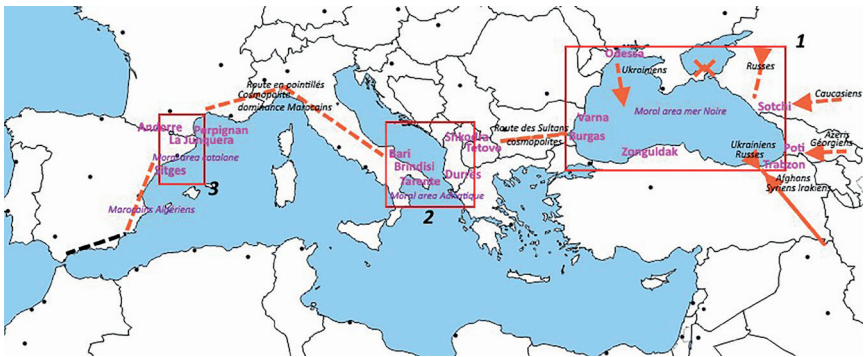 1
Odessa
Ukrainiens
Russes
Route en pointillés
Cosmopolite
dominance Marocains
Sotchi
Caucasiens
Moral area mer Noire
Varna
Andorre
Perpignan
La Junquera
Shkodra
Tetovo
Route des Sultans
cosmopolites
Burgas
Azeris
Géorgiens
Moral area catalane
Bari
Zonguldak
Ukrainiens
Russes
Poti
Sitges
Brindisi
Tarente
Durrës
Trabzon
Afghans
Syriens Irakiens
3
Moral area Adriatique
Marocains Algériens
2